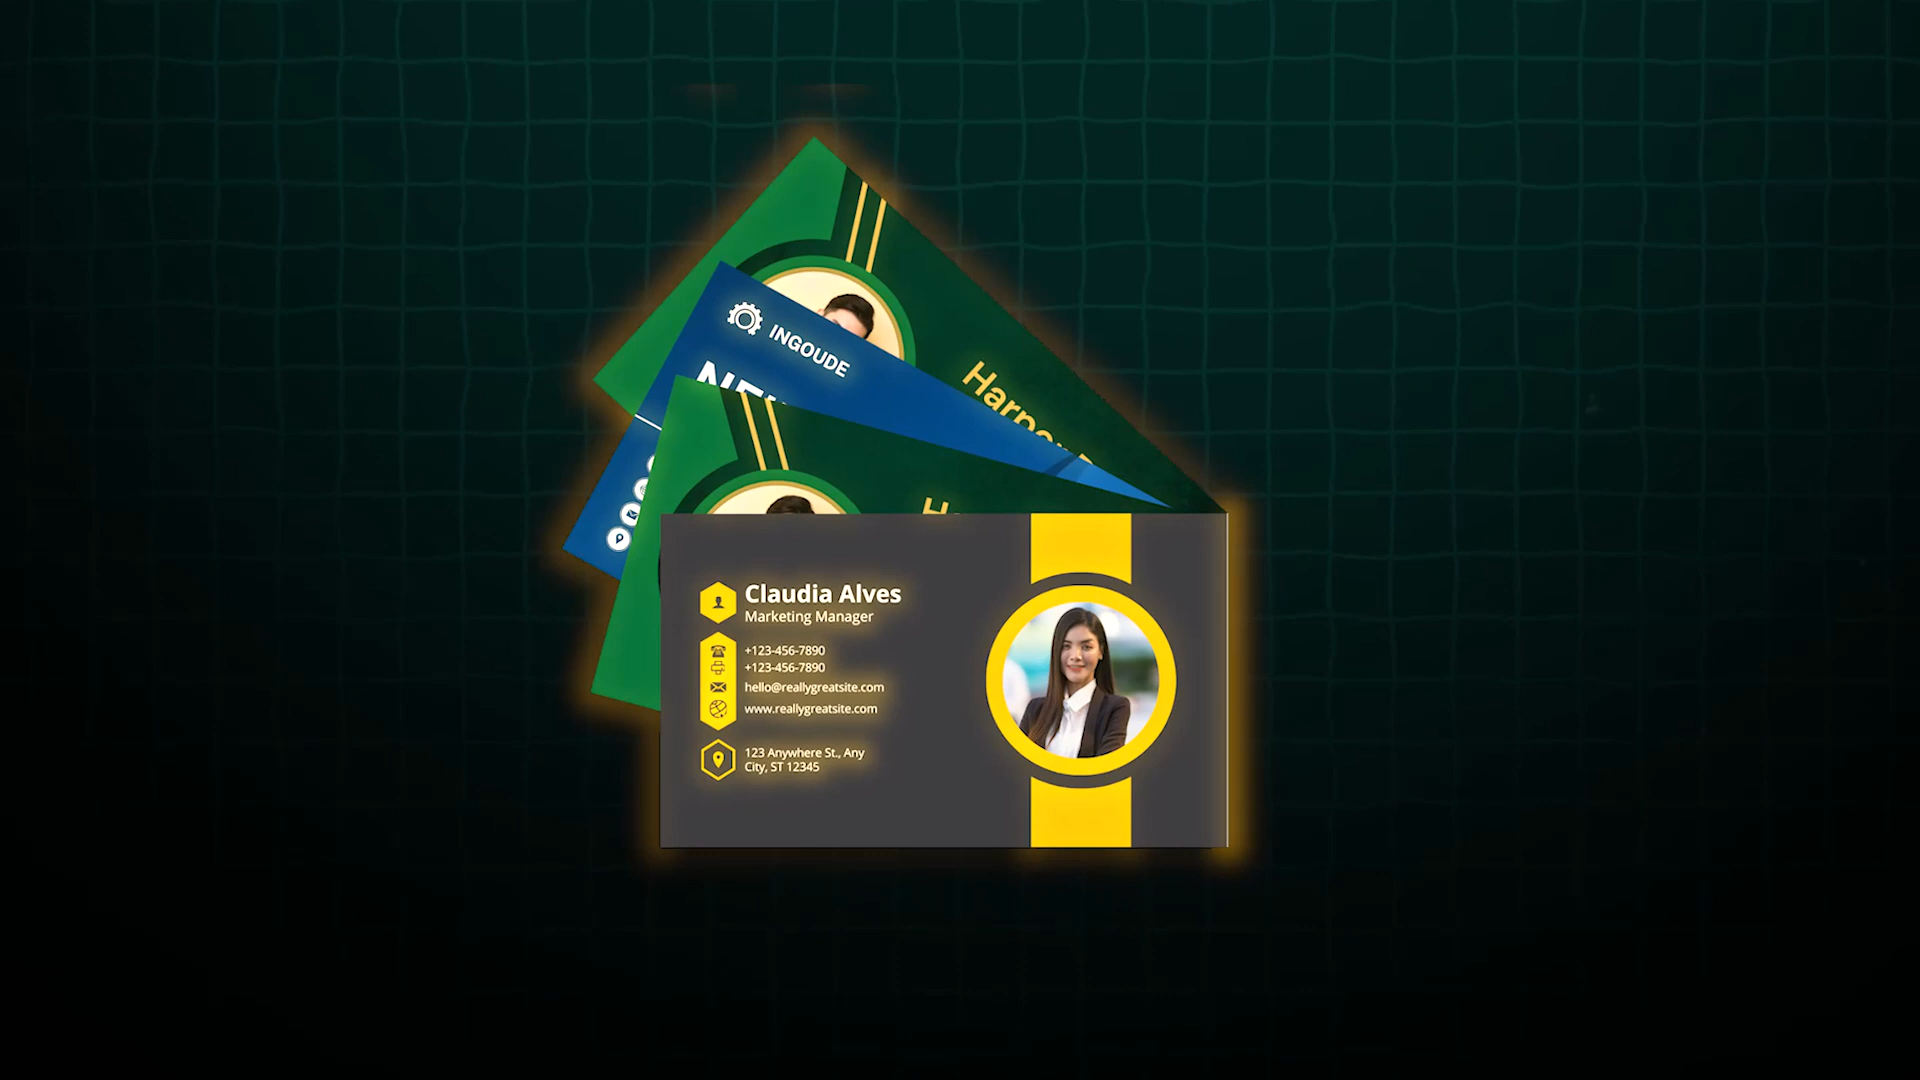 INGOUDE
Claudia Alves
Marketing Manager
+123-456-7890
+123-456-7890
hello@reallygreatsite.com
www.reallygreatsite.com
123 Anywhere St., Any
City, ST 12345